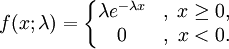 f(x;λ) = { λe^{-λx} , x ≥ 0,
0 , x < 0.